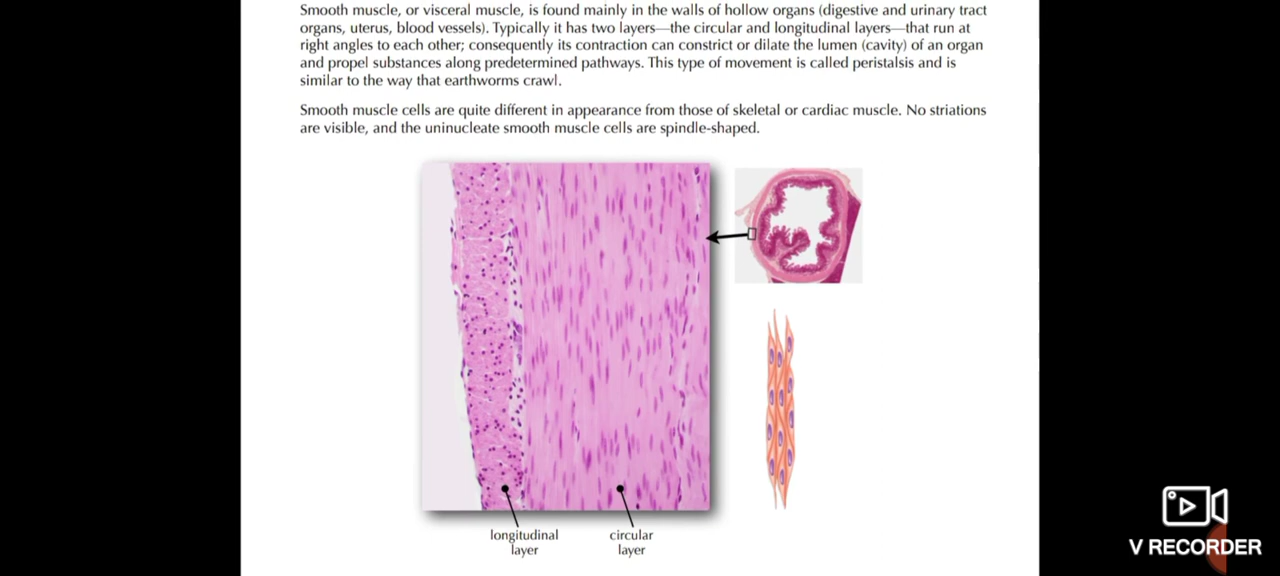 Smooth muscle, or visceral muscle, is found mainly in the walls of hollow organs (digestive and urinary tract
organs, uterus, blood vessels). Typically it has two layers—the circular and longitudinal layers—that run at
right angles to each other; consequently its contraction can constrict or dilate the lumen (cavity) of an organ
and propel substances along predetermined pathways. This type of movement is called peristalsis and is
similar to the way that earthworms crawl.
Smooth muscle cells are quite different in appearance from those of skeletal or cardiac muscle. No striations
are visible, and the uninucleate smooth muscle cells are spindle-shaped.
longitudinal
layer
circular
layer
V RECORDER